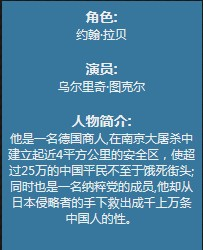 角色:
约翰·拉贝
演员:
乌尔里奇·图克尔
人物简介:
他是一名德国商人,在南京大屠杀中
建立起近4平方公里的安全区，使超
过25万的中国平民不至于饿死街头;
同时也是一名纳粹党的成员,他却从
日本侵略者的手下救出成千上万条
中国人的性。